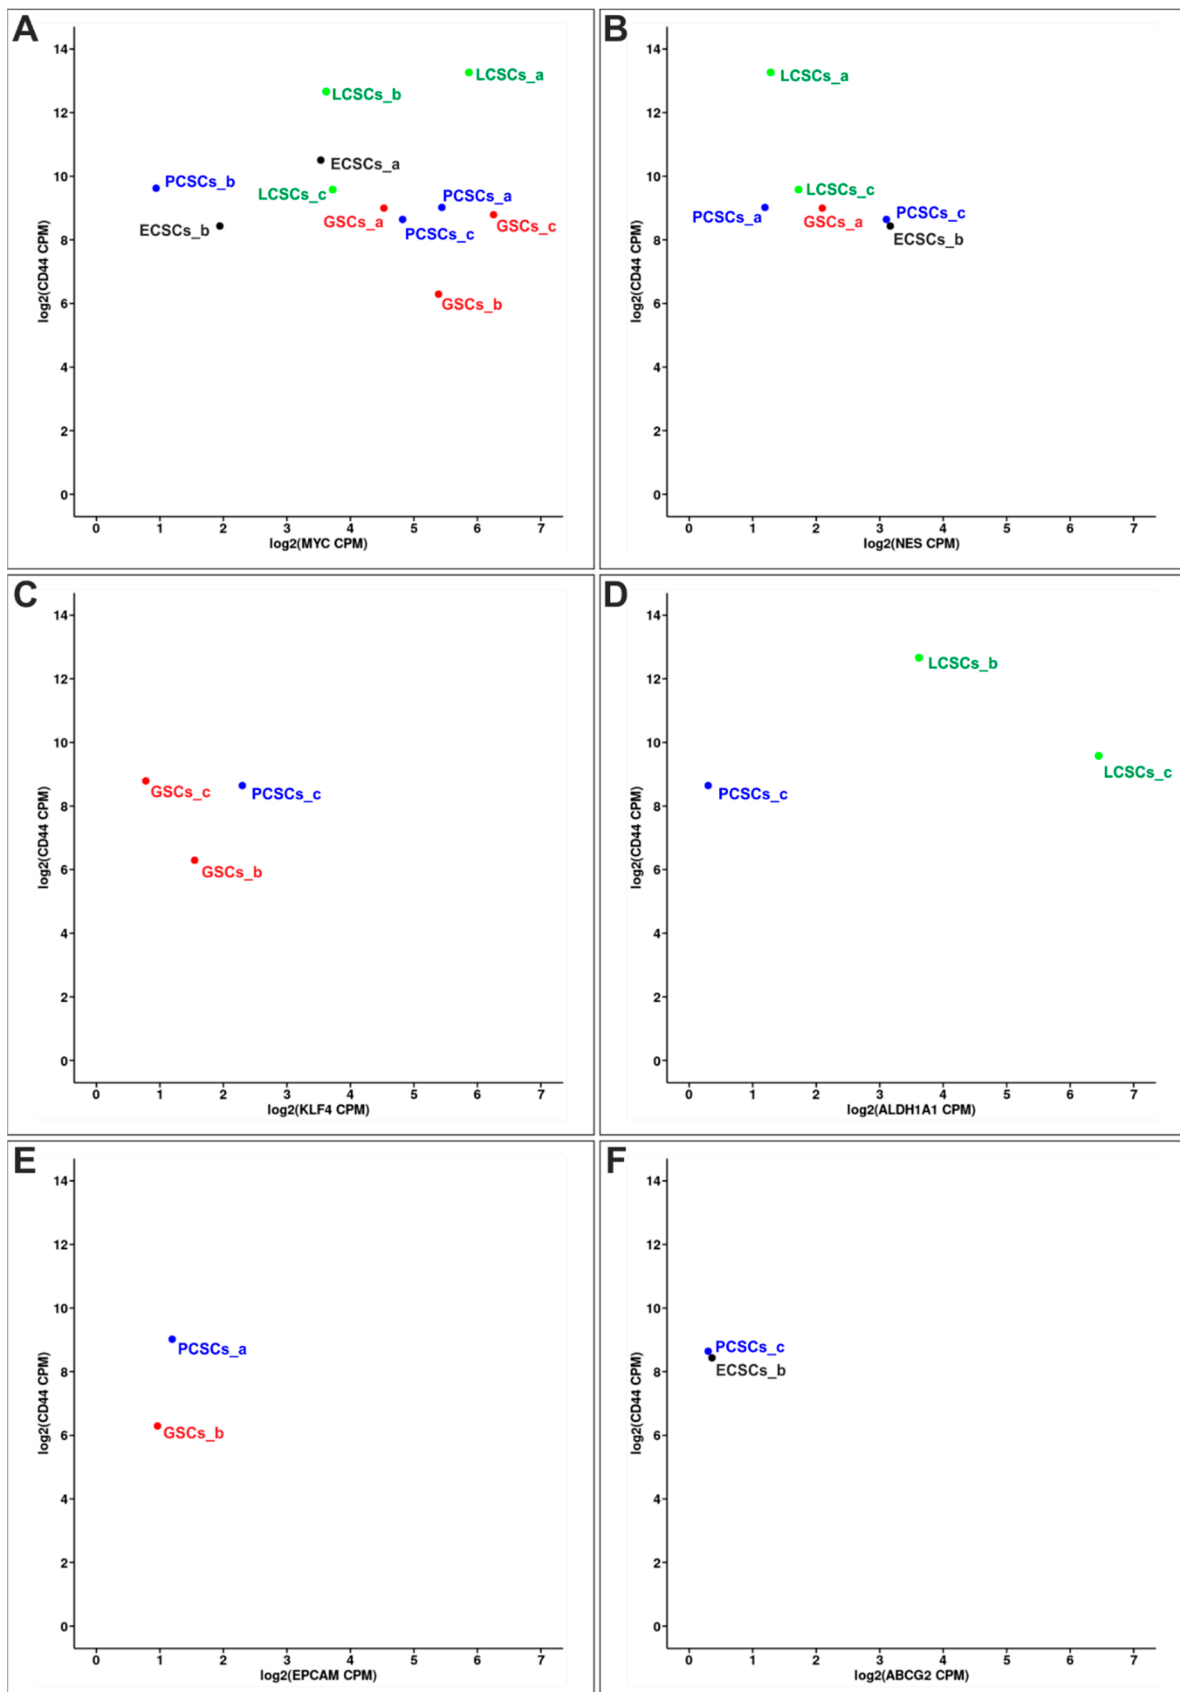 A
14
12
10
8
6
4
2
0
log2(CD44 CPM)
LCSCs_a
LCSCs_b
ECSCs_a
PCSCs_b
LCSCs_c
PCSCs_a
GSCs_a
GSCs_c
PCSCs_c
ECSCs_b
GSCs_b
0 1 2 3 4 5 6 7
log2(MYC CPM)
B
14
12
10
8
6
4
2
0
log2(CD44 CPM)
LCSCs_a
LCSCs_c
PCSCs_a
GSCs_a
PCSCs_c
ECSCs_b
0 1 2 3 4 5 6 7
log2(NES CPM)
C
14
12
10
8
6
4
2
0
log2(CD44 CPM)
GSCs_c
PCSCs_c
GSCs_b
0 1 2 3 4 5 6 7
log2(KLF4 CPM)
D
14
12
10
8
6
4
2
0
log2(CD44 CPM)
LCSCs_b
LCSCs_c
PCSCs_c
0 1 2 3 4 5 6 7
log2(ALDH1A1 CPM)
E
14
12
10
8
6
4
2
0
log2(CD44 CPM)
PCSCs_a
GSCs_b
0 1 2 3 4 5 6 7
log2(EPCAM CPM)
F
14
12
10
8
6
4
2
0
log2(CD44 CPM)
PCSCs_c
ECSCs_b
0 1 2 3 4 5 6 7
log2(ABCG2 CPM)